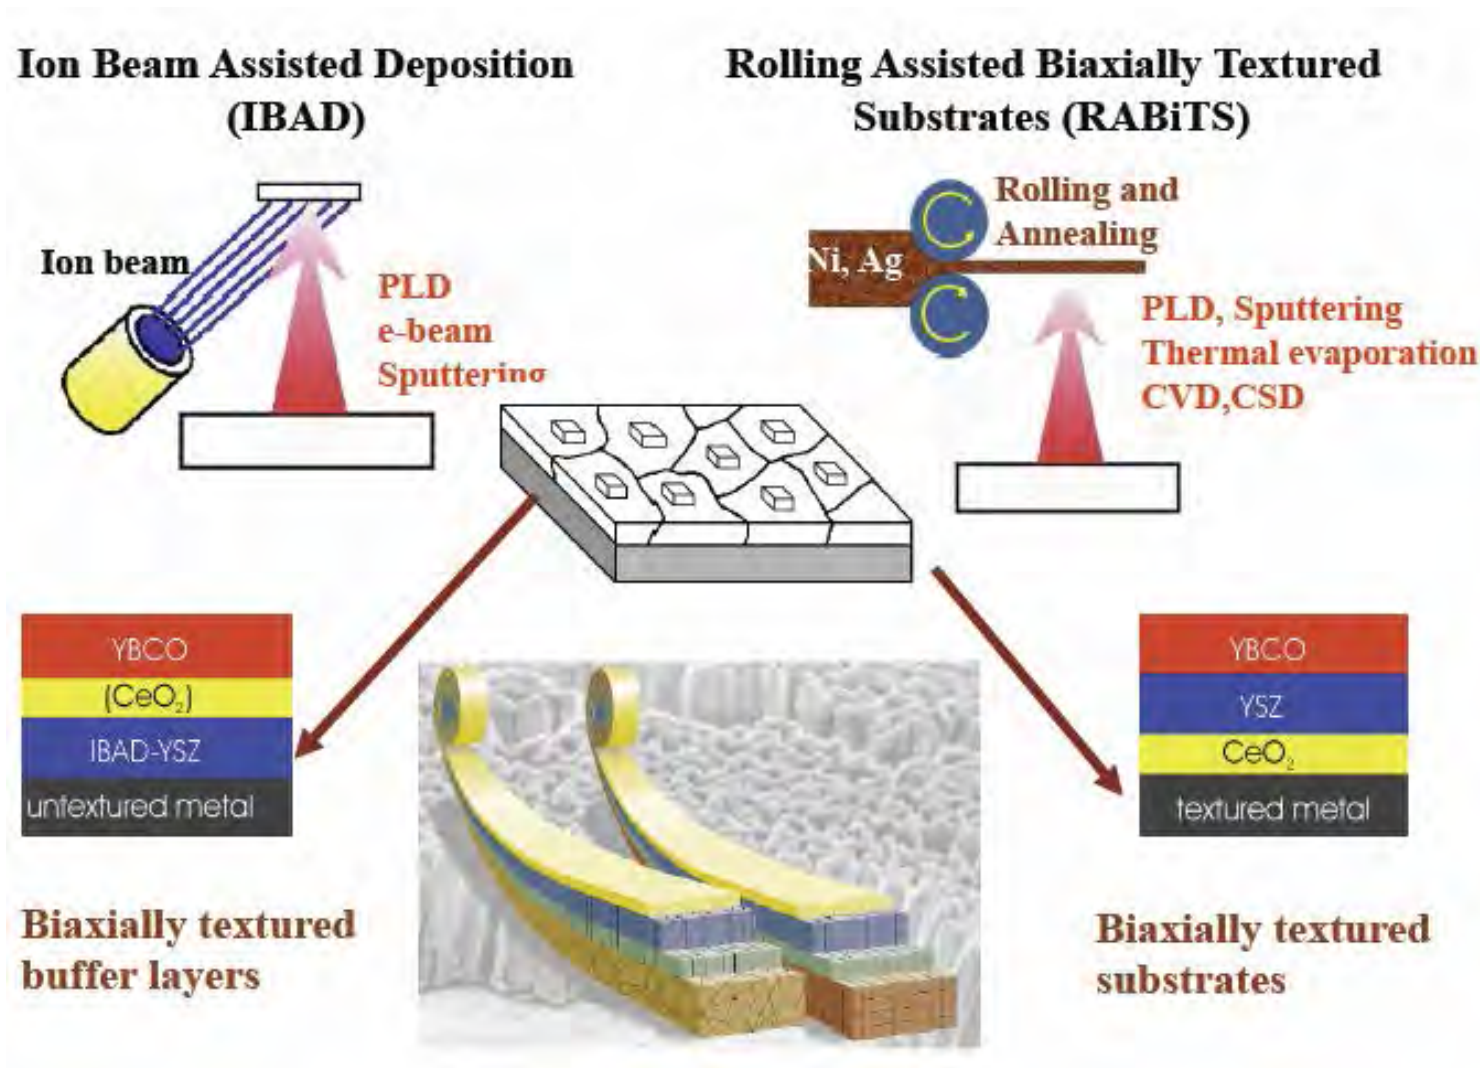 Ion Beam Assisted Deposition
(IBAD)
Ion beam
PLD
e-beam
Sputtering
Rolling Assisted Biaxially Textured
Substrates (RABiTS)
Rolling and
Annealing
Ni, Ag
PLD, Sputtering
Thermal evaporation
CVD,CSD
YBCO
(CeO₂)
IBAD-YSZ
untextured metal
Biaxially textured
buffer layers
YBCO
YSZ
CeO₂
textured metal
Biaxially textured
substrates